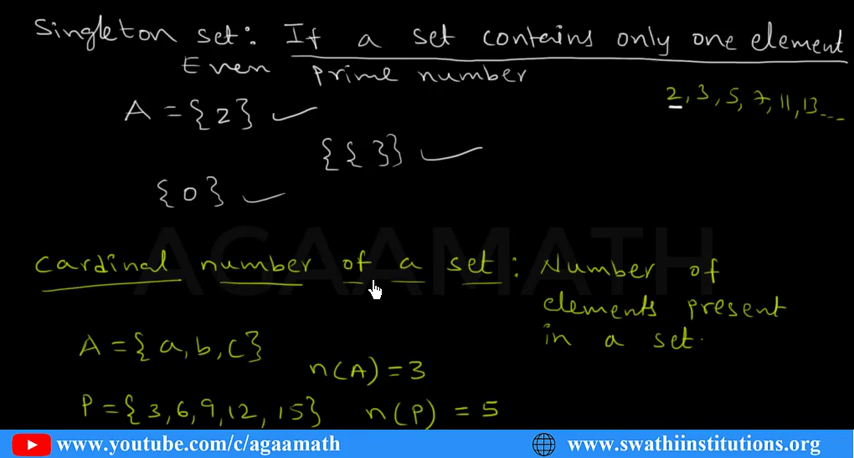 Singleton set: If a set contains only one element
Even prime number
2, 3, 5, 7, 11, 13...
A = {2} ✓
{{ }} ✓
{0} ✓
AGAAMATH
Cardinal number of a set: Number of
elements present
in a set.
A = {a, b, c}
n(A) = 3
P = {3, 6, 9, 12, 15} n(P) = 5
www.youtube.com/c/agaamath
www.swathiinstitutions.org